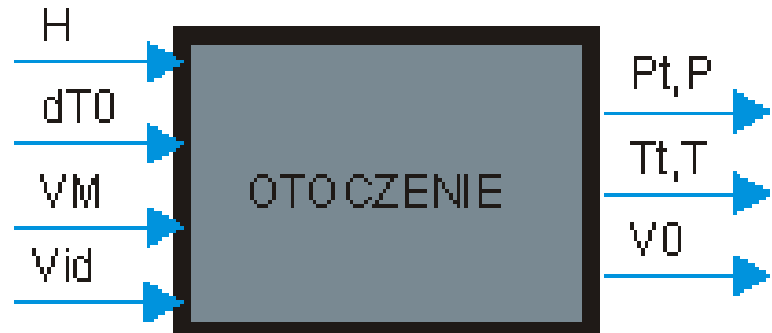 H
dT0
VM
Vid
OTOCZENIE
Pt,P
Tt,T
V0